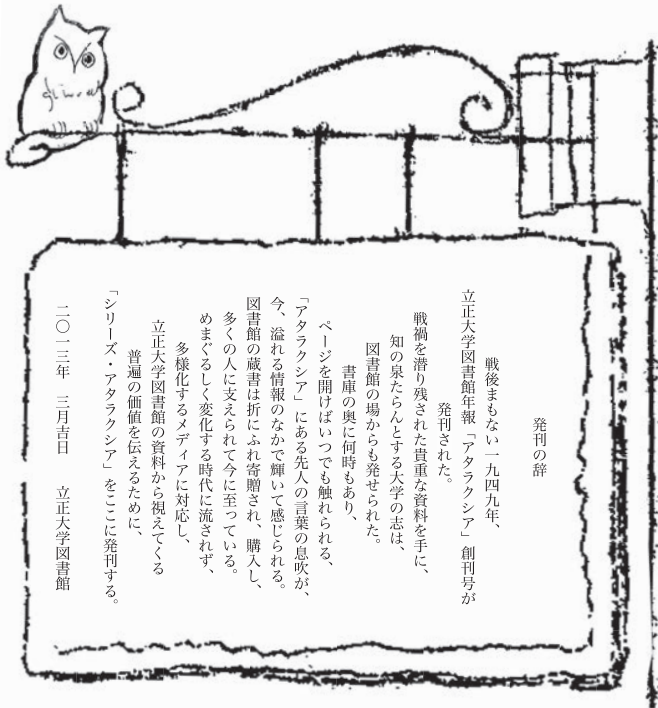 発刊の辞
戦後まもない一九四九年、
立正大学図書館年報「アタラクシア」創刊号が
発刊された。
戦禍を潜り残された貴重な資料を手に、
知の泉たらんとする大学の志は、
図書館の場からも発せられた。
書庫の奥に何時もあり、
ページを開けばいつでも触れられる、
「アタラクシア」にある先人の言葉の息吹が、
今、溢れる情報のなかで輝いて感じられる。
図書館の蔵書は折にふれ寄贈され、購入し、
多くの人に支えられて今に至っている。
めまぐるしく変化する時代に流されず、
多様化するメディアに対応し、
立正大学図書館の資料から視えてくる
普遍の価値を伝えるために、
「シリーズ・アタラクシア」をここに発刊する。
二〇一三年 三月吉日 立正大学図書館